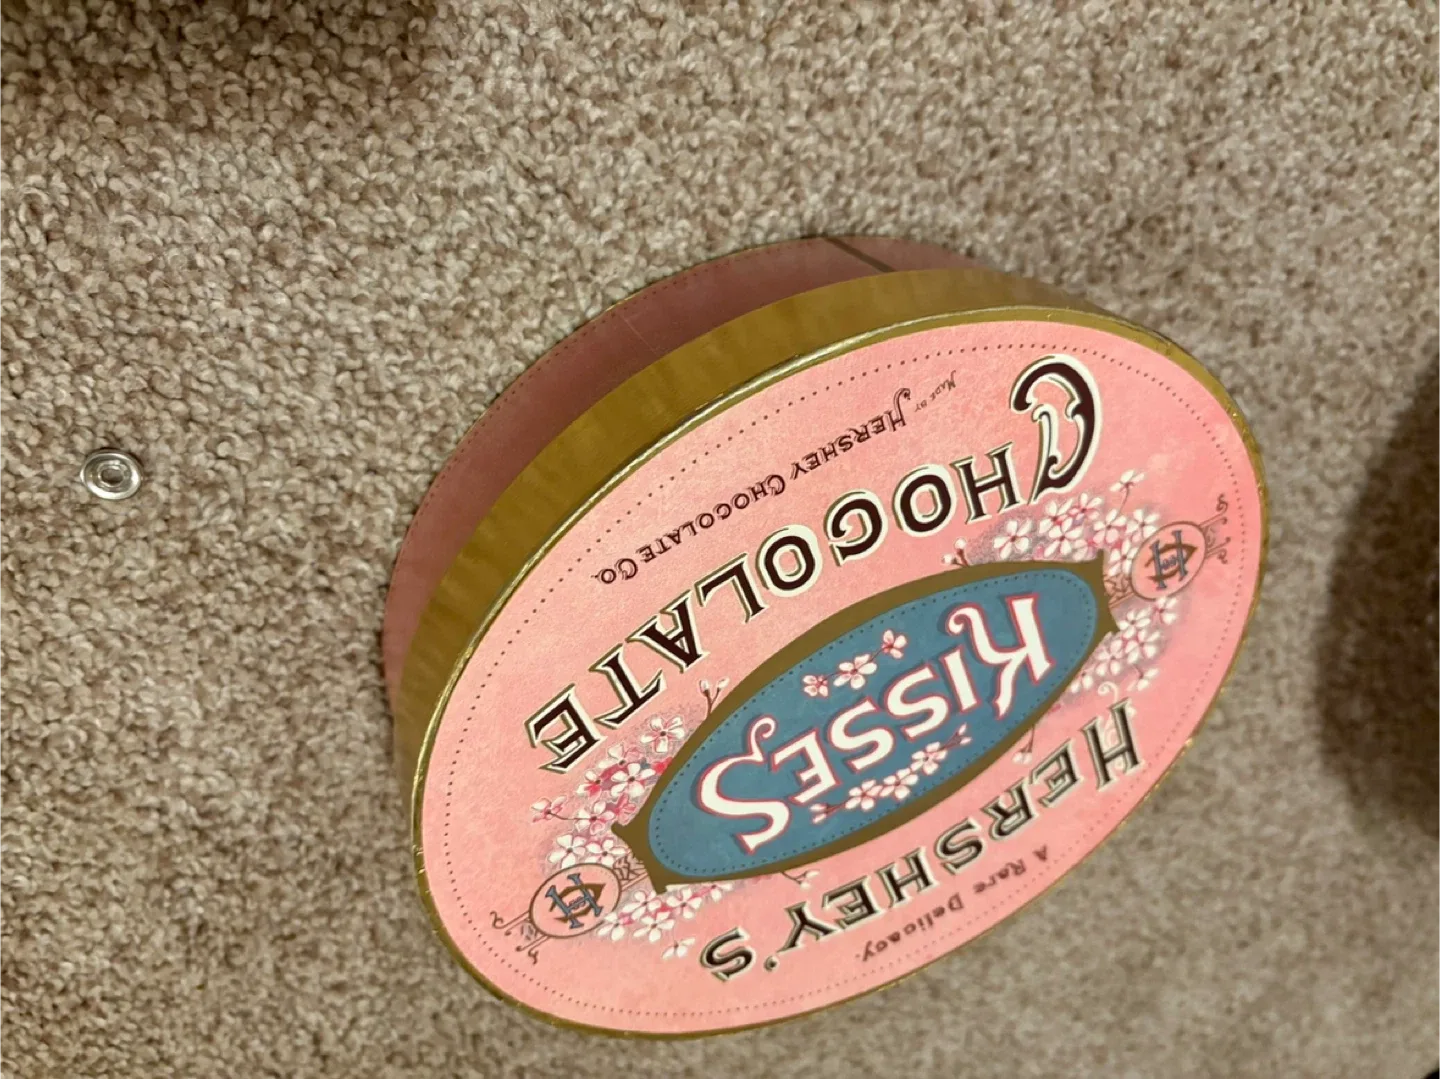 A Rare Delicacy.
HERSHEY'S
KISSES
CHOCOLATE
MADE BY HERSHEY CHOCOLATE CO.